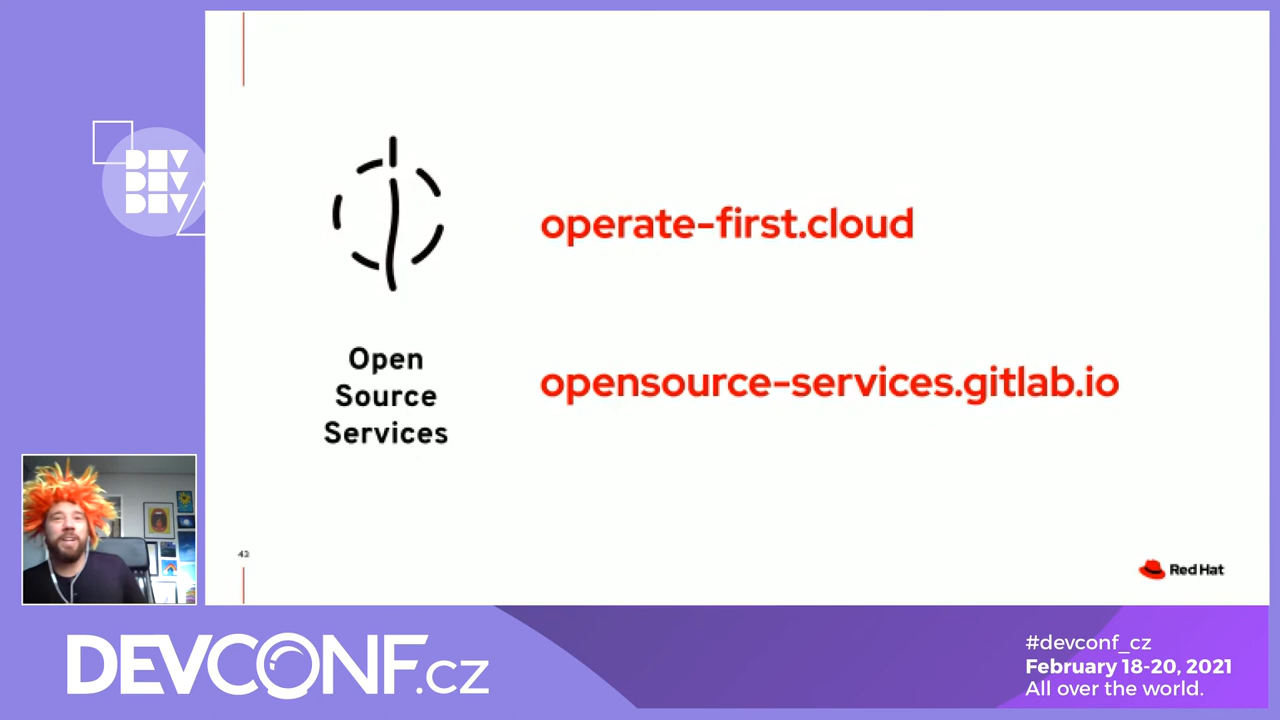 DEV
DEV
DEV
operate-first.cloud
Open
Source
Services
opensource-services.gitlab.io
42
Red Hat
DEVCONF.cz
#devconf_cz
February 18-20, 2021
All over the world.